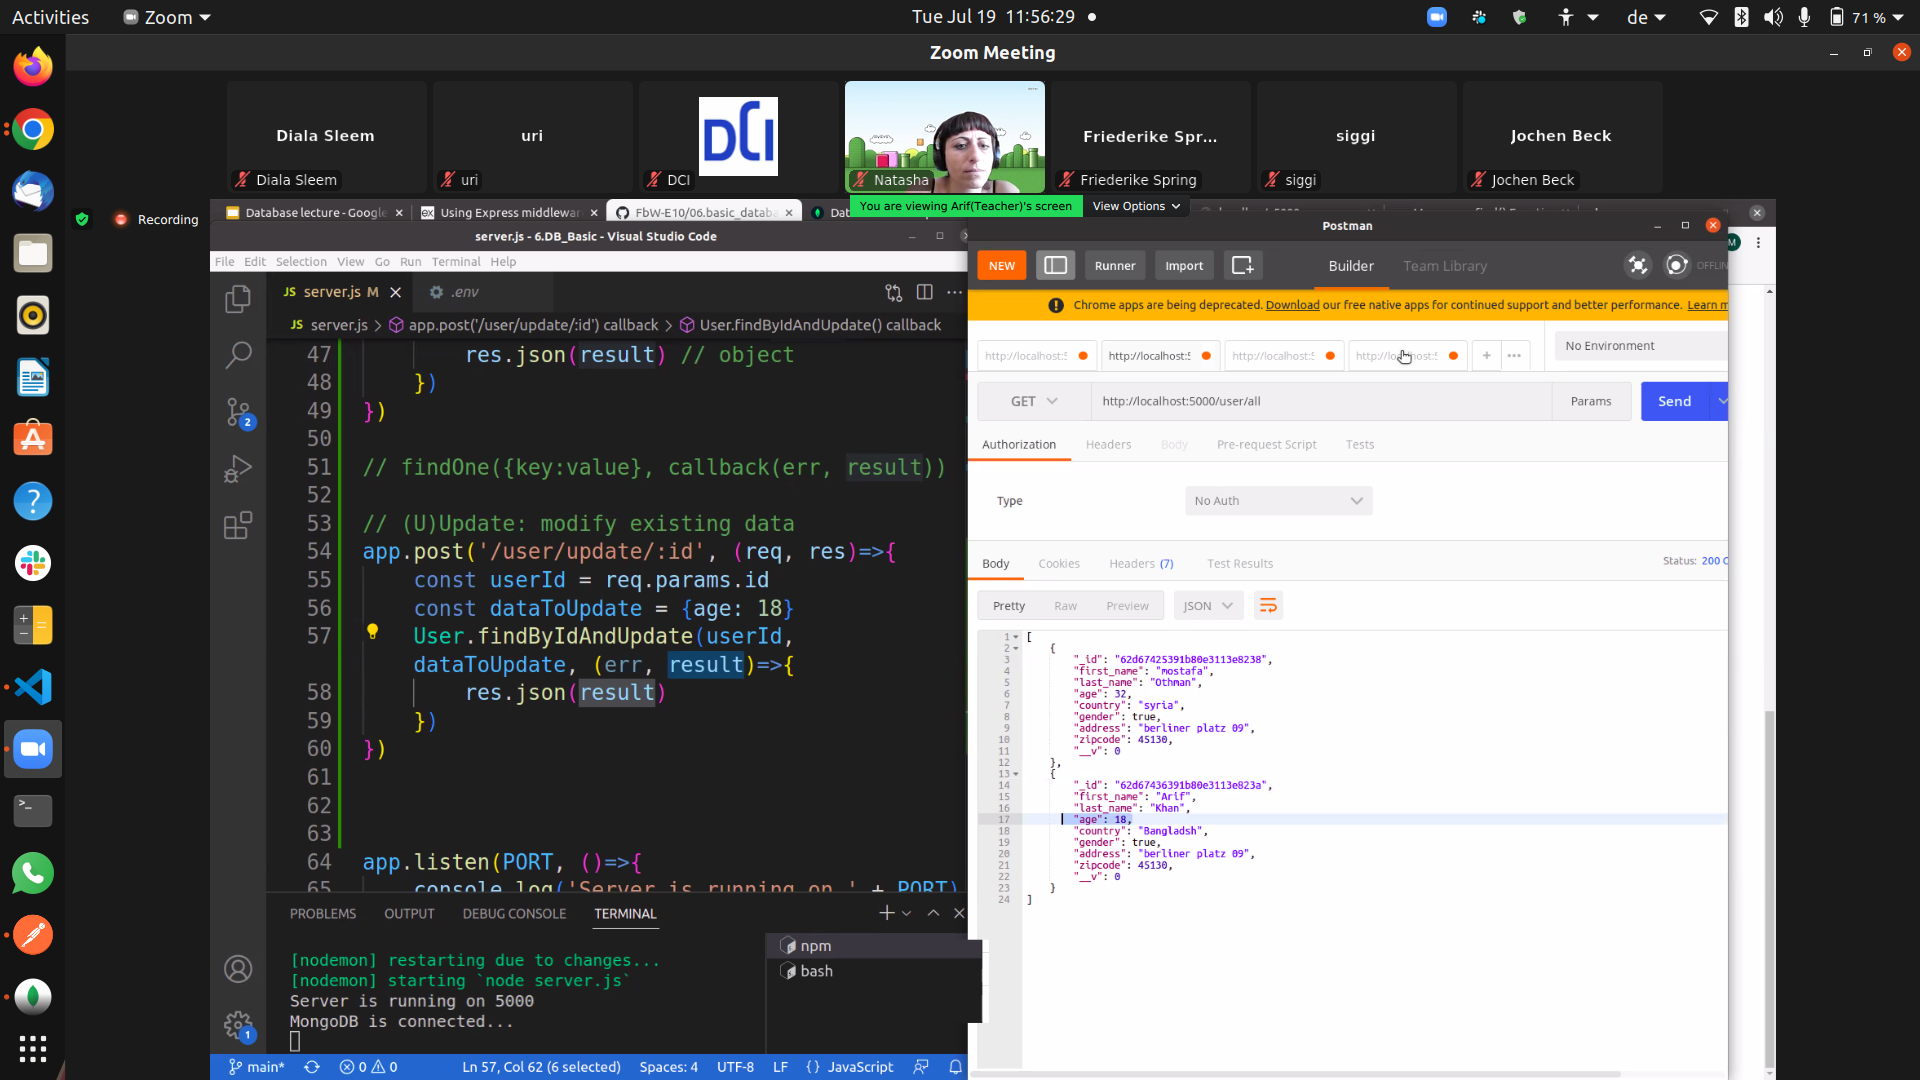 Activities
Zoom
Tue Jul 19 11:56:29
de
71 %
Zoom Meeting
Diala Sleem
uri
DCI
Friederike Spr...
siggi
Jochen Beck
Diala Sleem
uri
DCI
Natasha
Friederike Spring
siggi
Jochen Beck
Recording
Database lecture - Google
Using Express middlewar
FbW-E10/06.basic_databa
You are viewing Arif(Teacher)'s screen
View Options
server.js - 6.DB_Basic - Visual Studio Code
File Edit Selection View Go Run Terminal Help
JS server.js M
.env
JS server.js > app.post('/user/update/:id') callback > User.findByIdAndUpdate() callback
47 res.json(result) // object
48 })
49 })
50
51 // findOne({key:value}, callback(err, result))
52
53 // (U)Update: modify existing data
54 app.post('/user/update/:id', (req, res)=>{
55 const userId = req.params.id
56 const dataToUpdate = {age: 18}
57 User.findByIdAndUpdate(userId,
dataToUpdate, (err, result)=>{
58 res.json(result)
59 })
60 })
61
62
63
64 app.listen(PORT, ()=>{
65 console.log('Server is running on ' + PORT)
2
1
PROBLEMS OUTPUT DEBUG CONSOLE TERMINAL
npm
bash
[nodemon] restarting due to changes...
[nodemon] starting `node server.js`
Server is running on 5000
MongoDB is connected...
main*
0 0
Ln 57, Col 62 (6 selected)
Spaces: 4
UTF-8
LF
{} JavaScript
Postman
NEW
Runner
Import
Builder
Team Library
Chrome apps are being deprecated. Download our free native apps for continued support and better performance. Learn m
http://localhost:5
http://localhost:5
http://localhost:5
No Environment
GET
http://localhost:5000/user/all
Params
Send
Authorization Headers Body Pre-request Script Tests
Type
No Auth
Body Cookies Headers (7) Test Results
Status: 200
Pretty Raw Preview JSON
1 [
2 {
3 "_id": "62d67425391b80e3113e8238",
4 "first_name": "mostafa",
5 "last_name": "Othman",
6 "age": 32,
7 "country": "syria",
8 "gender": true,
9 "address": "berliner platz 09",
10 "zipcode": 45130,
11 "__v": 0
12 },
13 {
14 "_id": "62d67436391b80e3113e823a",
15 "first_name": "Arif",
16 "last_name": "Khan",
17 "age": 18,
18 "country": "Bangladsh",
19 "gender": true,
20 "address": "berliner platz 09",
21 "zipcode": 45130,
22 "__v": 0
23 }
24 ]